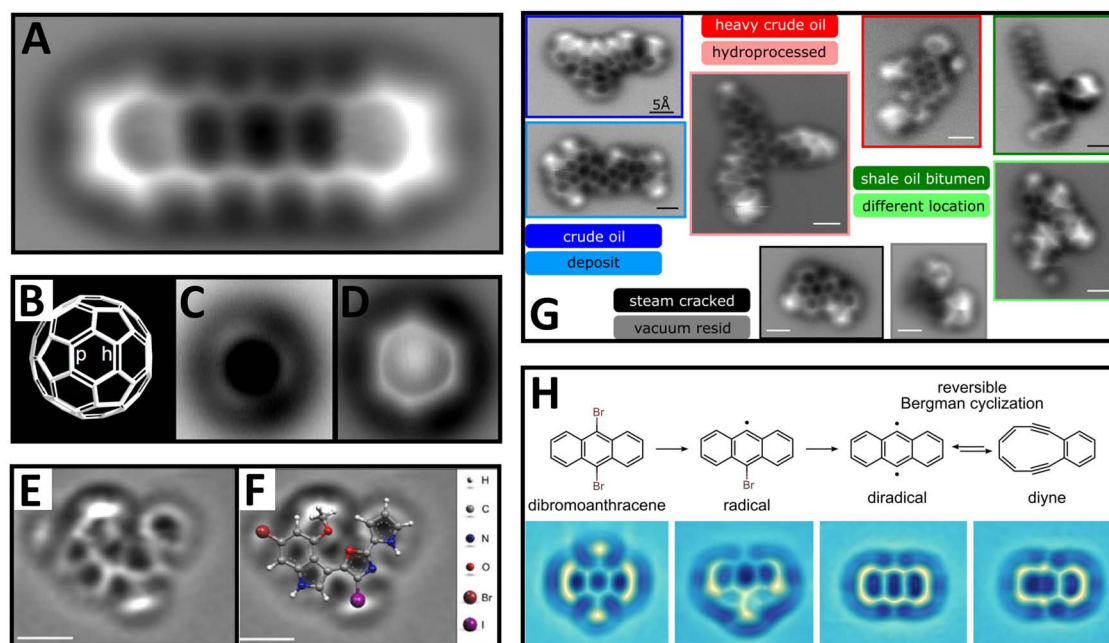 A
B
p h
C
D
E
F
H
C
N
O
Br
I
heavy crude oil
hydroprocessed
5Å
shale oil bitumen
different location
crude oil
deposit
steam cracked
vacuum resid
G
H
reversible
Bergman cyclization
Br
Br
Br
dibromoanthracene
radical
diradical
diyne